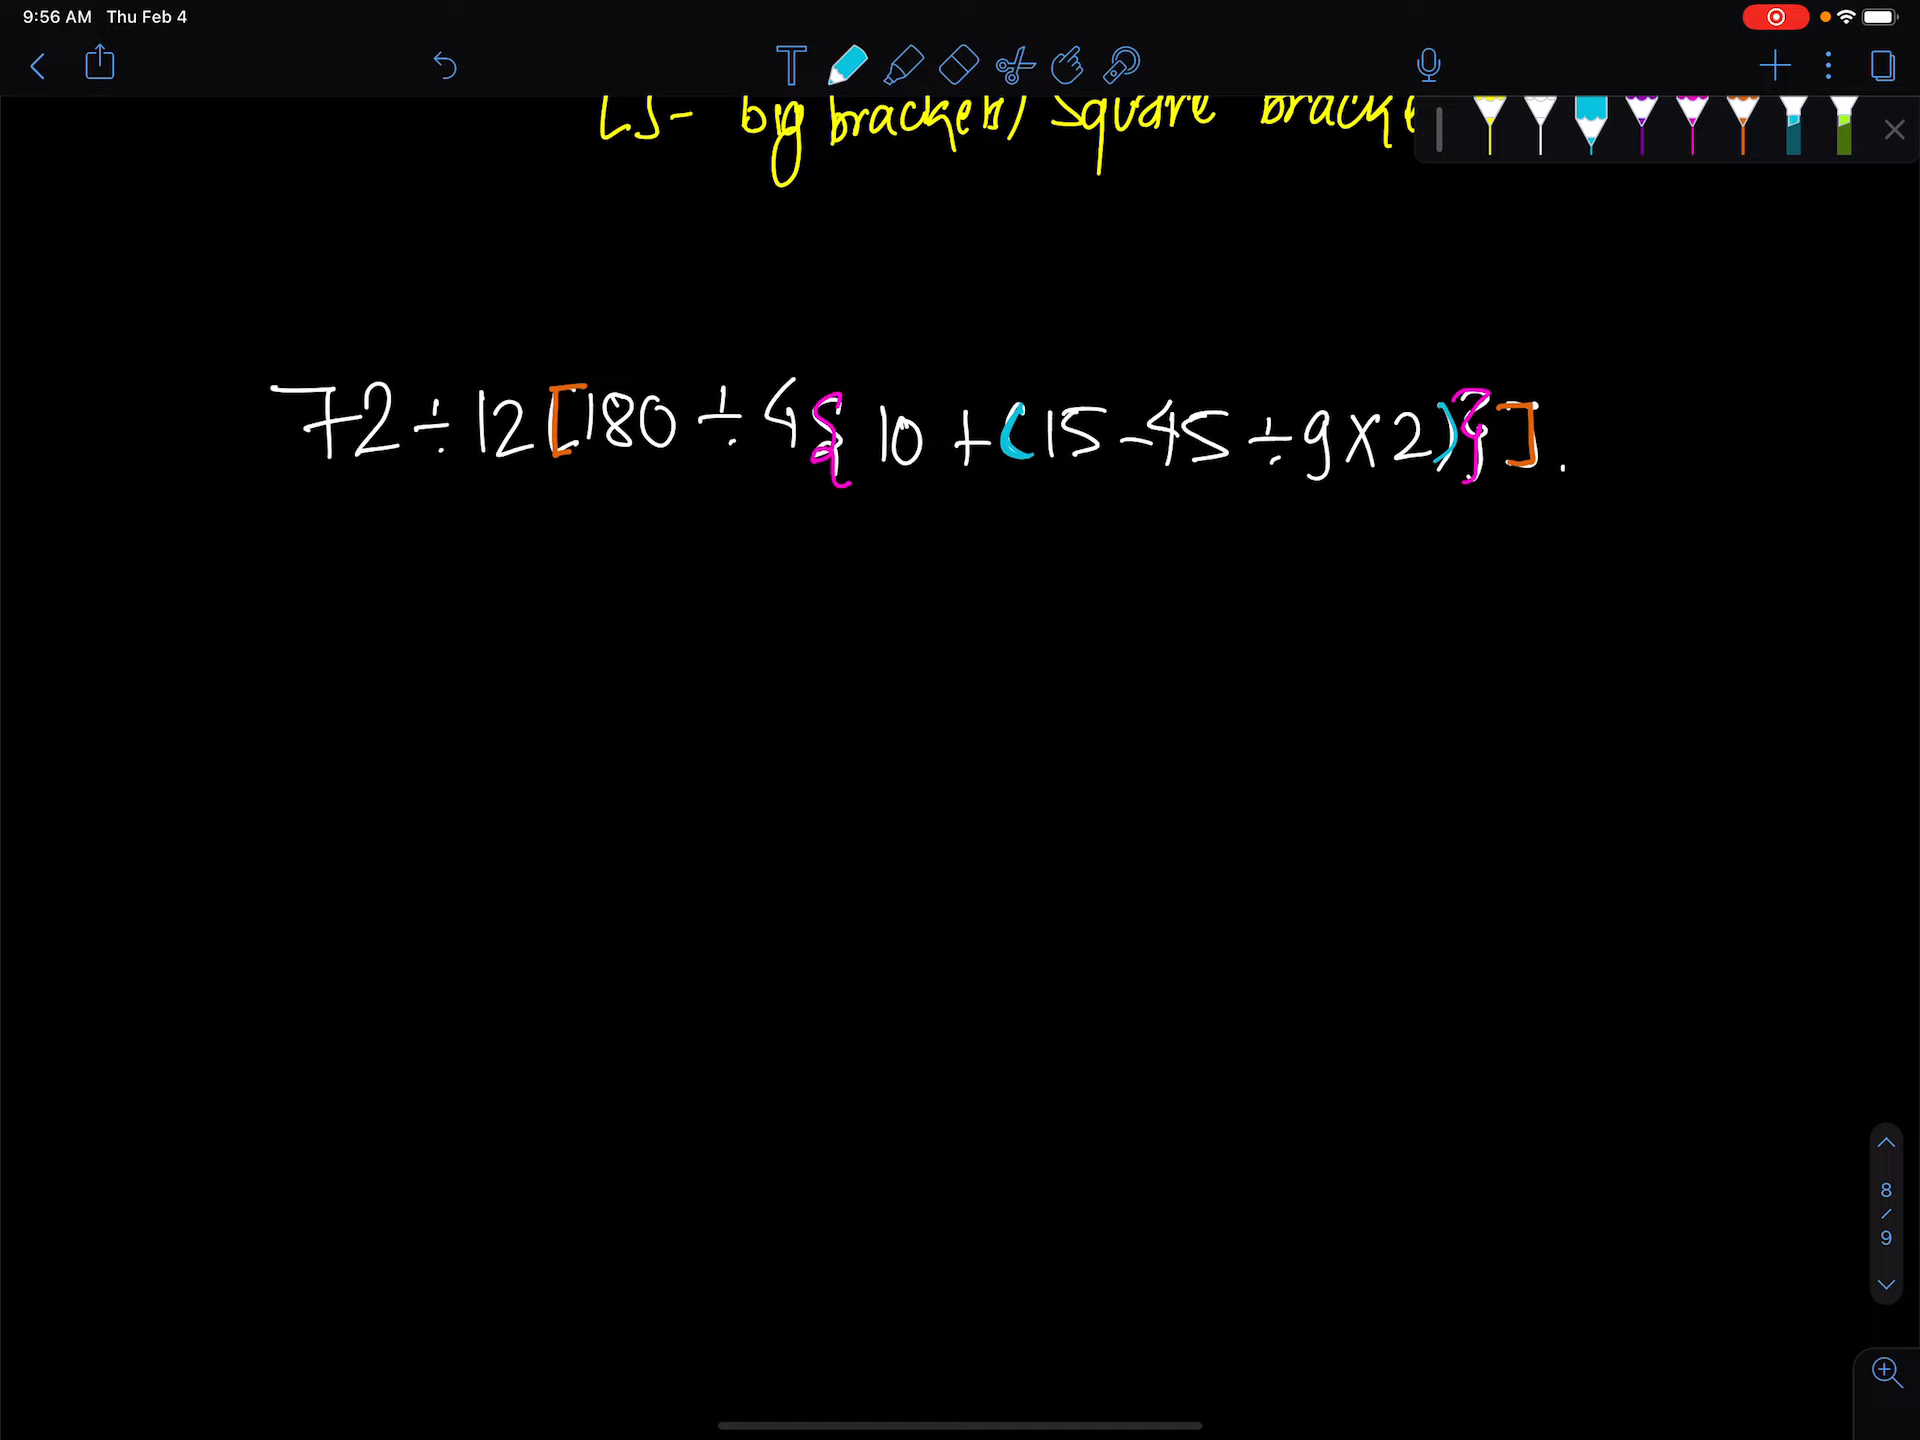 9:56 AM Thu Feb 4
[]- big brackets/ Square bracke
72÷12[180÷4{10+(15-45÷9×2)}].
8
/
9